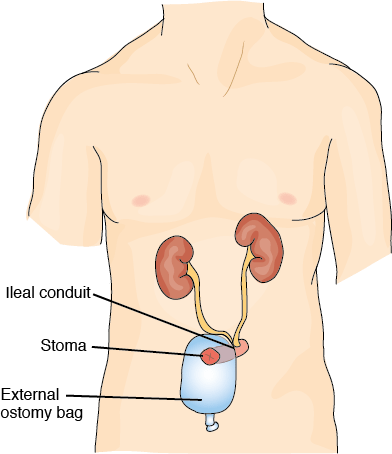 Ileal conduit
Stoma
External
ostomy bag